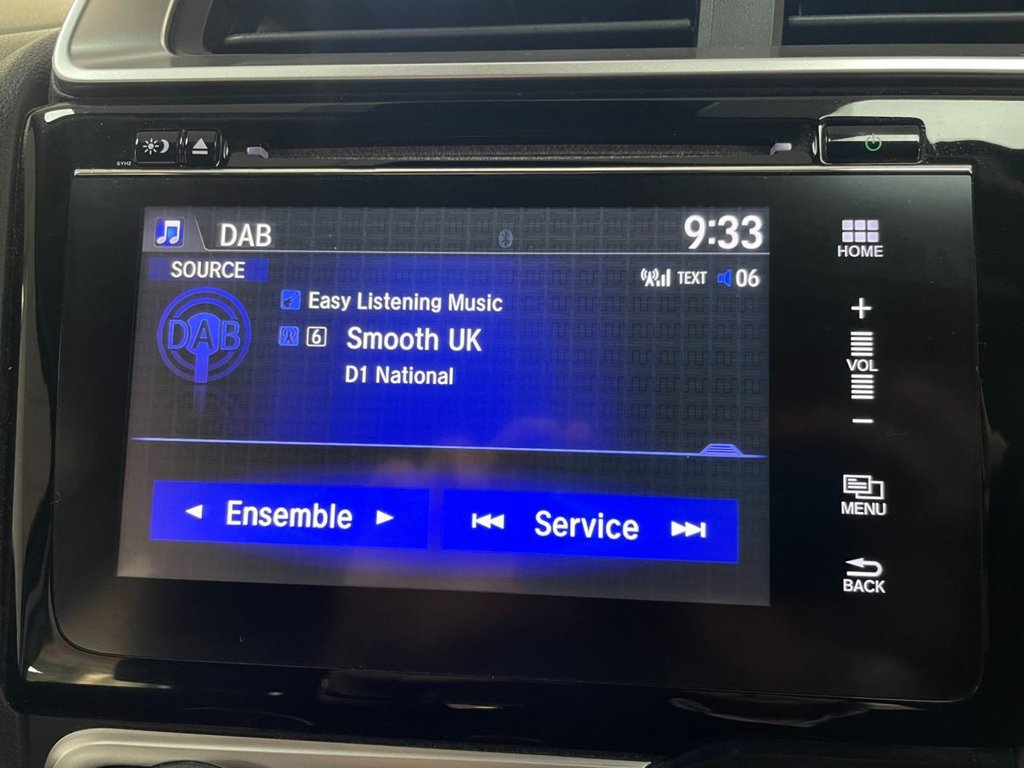 6YH2
DAB
9:33
SOURCE
TEXT 06
DAB
Easy Listening Music
6 Smooth UK
D1 National
Ensemble
Service
HOME
+
VOL
-
MENU
BACK